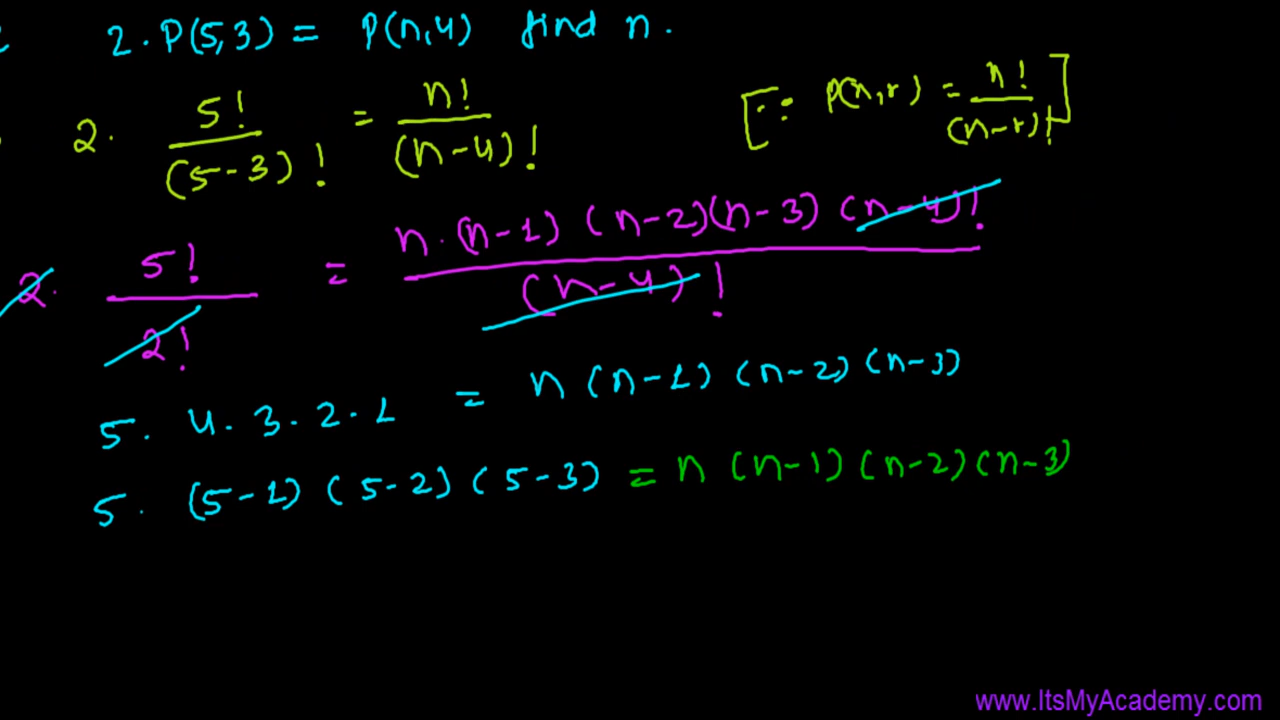 2. P(5,3) = P(n,4) find n.
2. 5!/(5-3)! = n!/(n-4)! [∵ P(n,r) = n!/(n-r)!]
2. 5!/2! = n.(n-1)(n-2)(n-3)(n-4)!/(n-4)!
5. 4. 3. 2. 1 = n(n-1)(n-2)(n-3)
5. (5-1)(5-2)(5-3) = n(n-1)(n-2)(n-3)
www.ItsMyAcademy.com